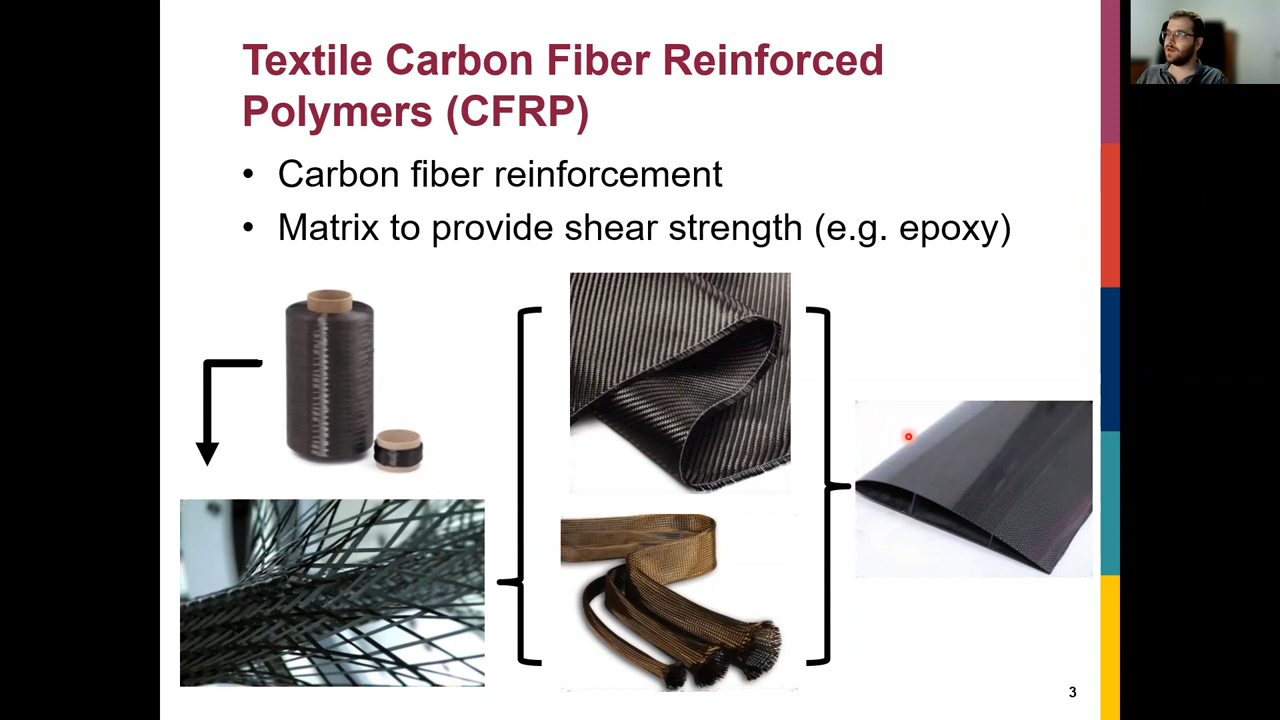 Textile Carbon Fiber Reinforced
Polymers (CFRP)
• Carbon fiber reinforcement
• Matrix to provide shear strength (e.g. epoxy)
3